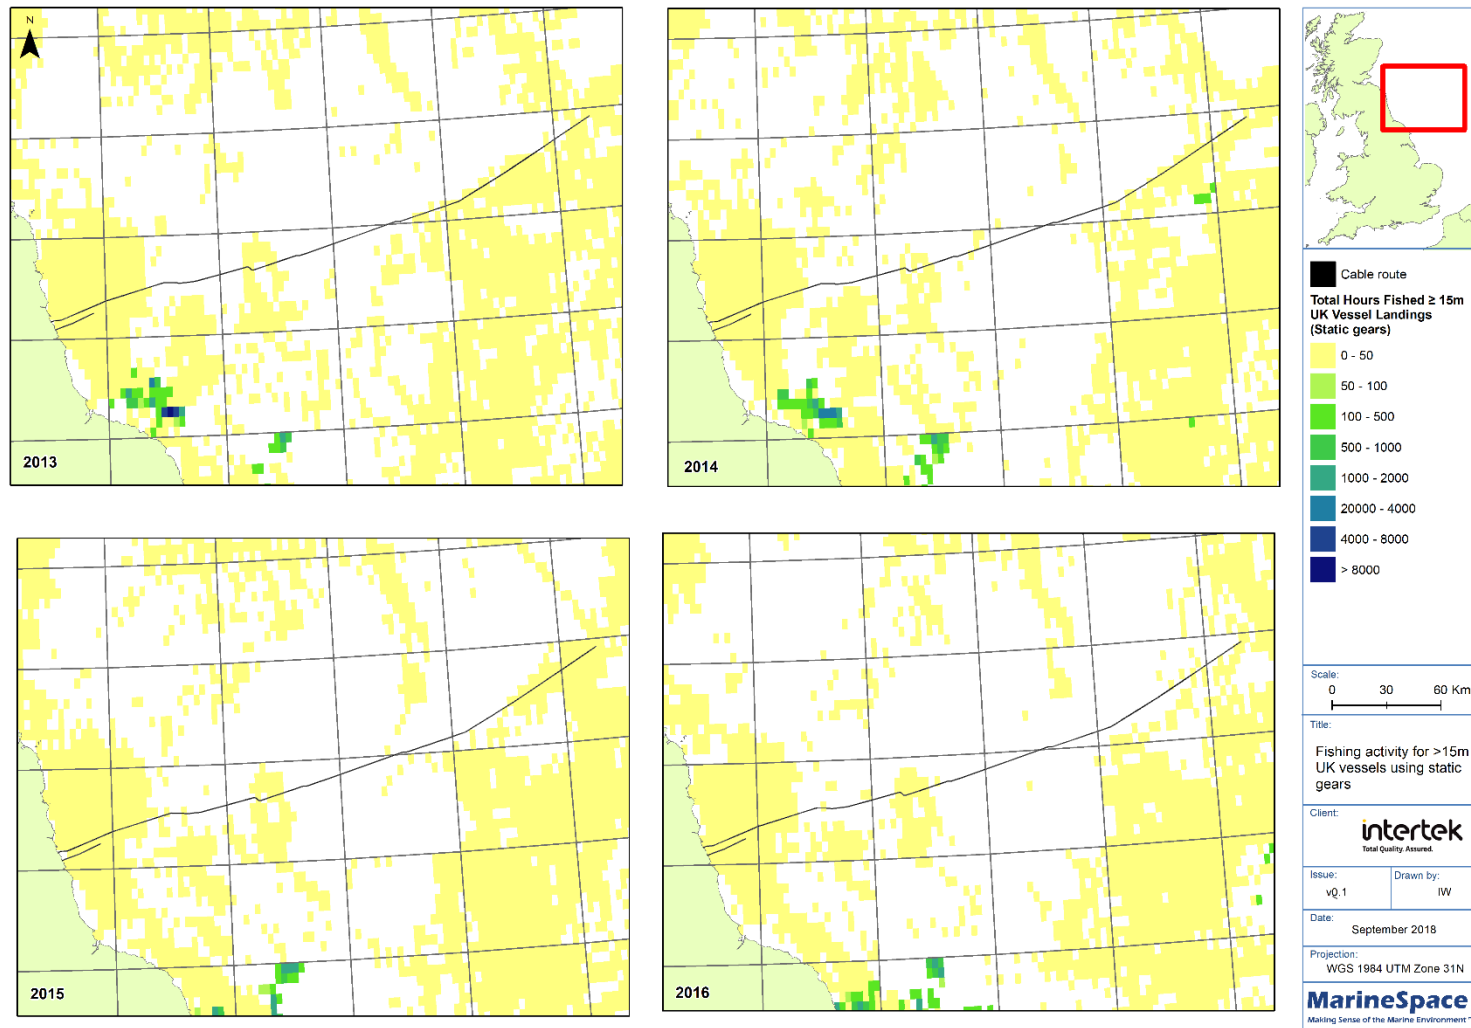 N
2013
2014
2015
2016
Cable route
Total Hours Fished ≥ 15m
UK Vessel Landings
(Static gears)
0 - 50
50 - 100
100 - 500
500 - 1000
1000 - 2000
20000 - 4000
4000 - 8000
> 8000
Scale:
0 30 60 Km
Title:
Fishing activity for >15m
UK vessels using static
gears
Client:
intertek
Total Quality. Assured.
Issue:
v0.1
Drawn by:
IW
Date:
September 2018
Projection:
WGS 1984 UTM Zone 31N
MarineSpace
Making Sense of the Marine Environment